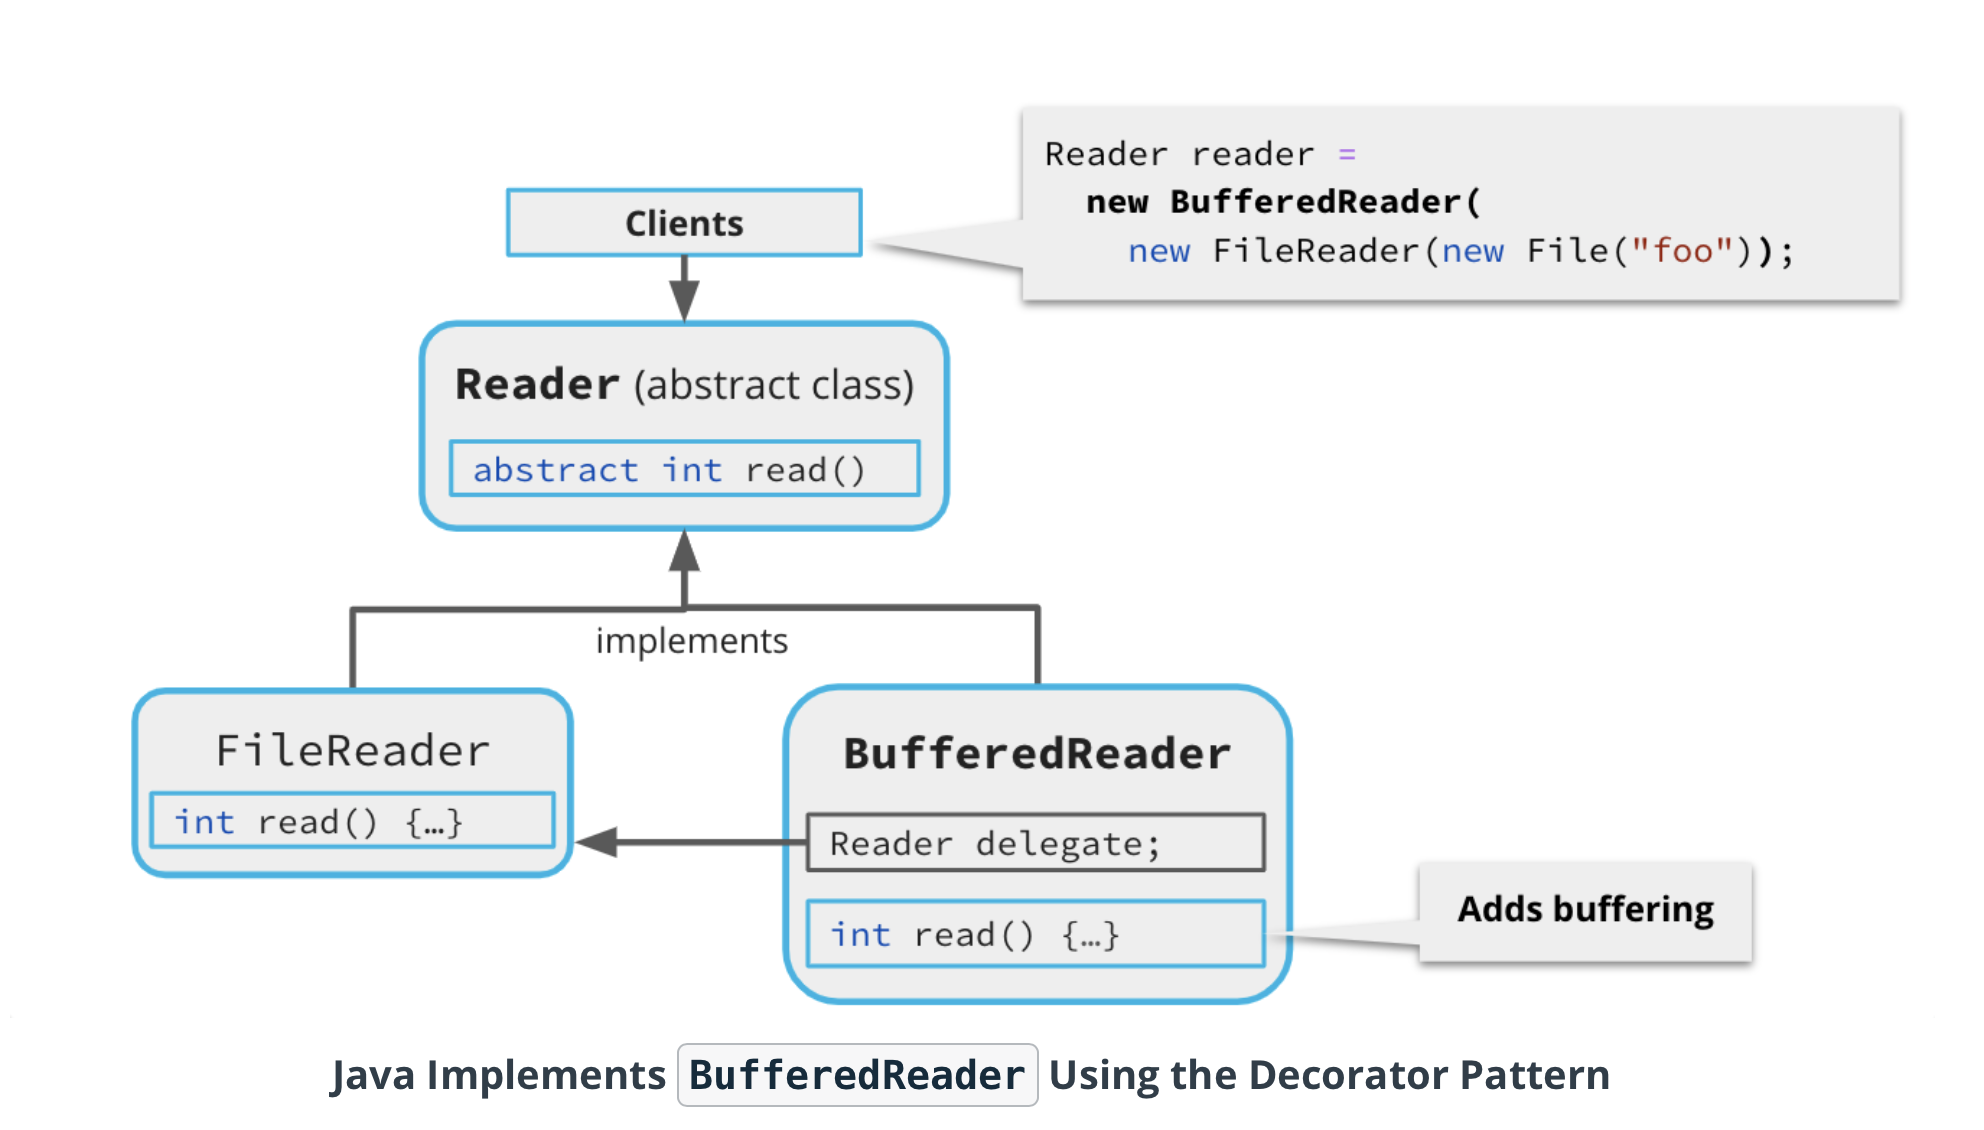 Reader reader =
new BufferedReader(
new FileReader(new File("foo"));
Clients
Reader (abstract class)
abstract int read()
implements
FileReader
int read() {…}
BufferedReader
Reader delegate;
int read() {…}
Adds buffering
Java Implements BufferedReader Using the Decorator Pattern